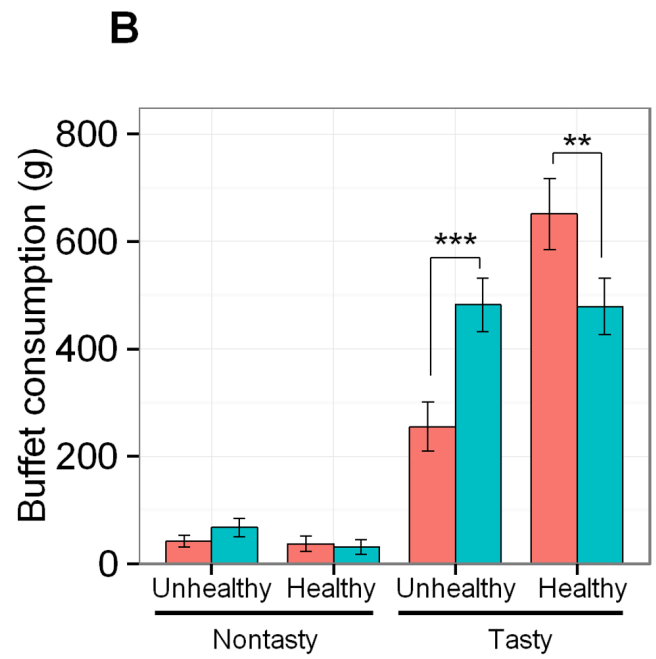 B
Buffet consumption (g)
800
600
400
200
0
***
**
Unhealthy Healthy Unhealthy Healthy
Nontasty Tasty